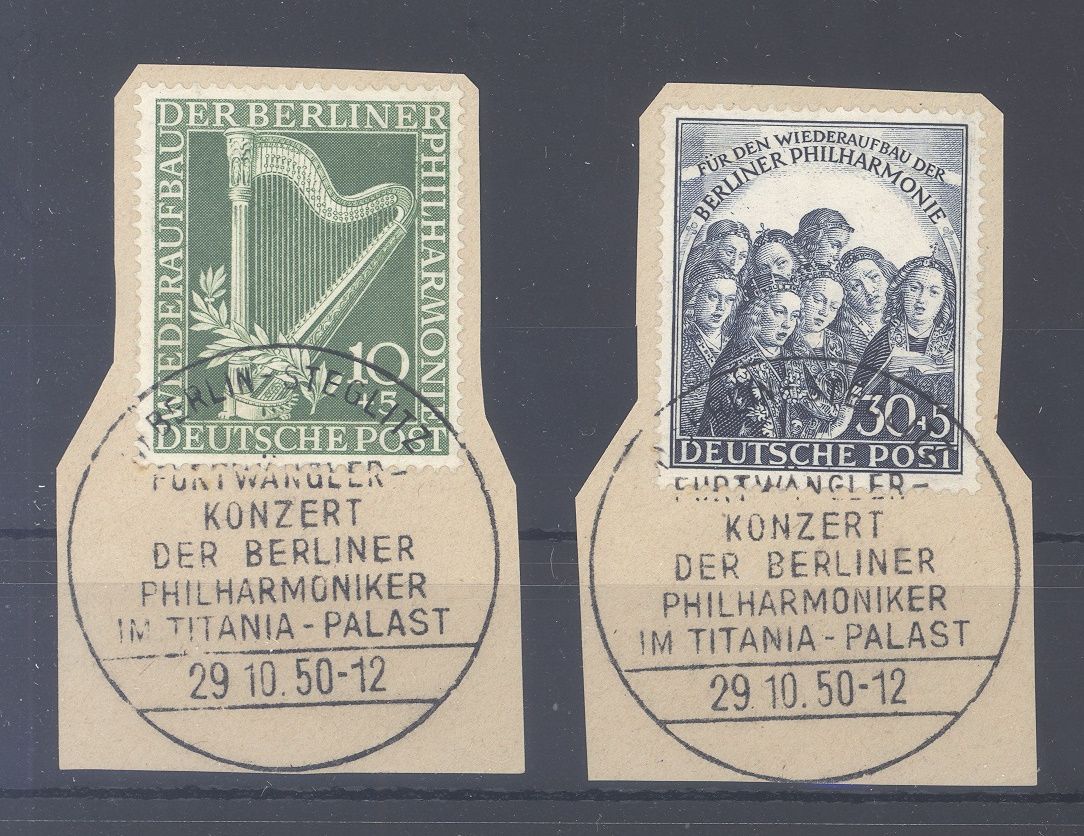 WIEDERAUFBAU
DER BERLINER
PHILHARMONIE
10
+5
DEUTSCHE POST
BERLIN-STEGLITZ
FURTWÄNGLER-
KONZERT
DER BERLINER
PHILHARMONIKER
IM TITANIA-PALAST
29.10.50-12
FÜR DEN WIEDERAUFBAU DER
BERLINER PHILHARMONIE
30+5
DEUTSCHE POST
FURTWÄNGLER-
KONZERT
DER BERLINER
PHILHARMONIKER
IM TITANIA-PALAST
29.10.50-12